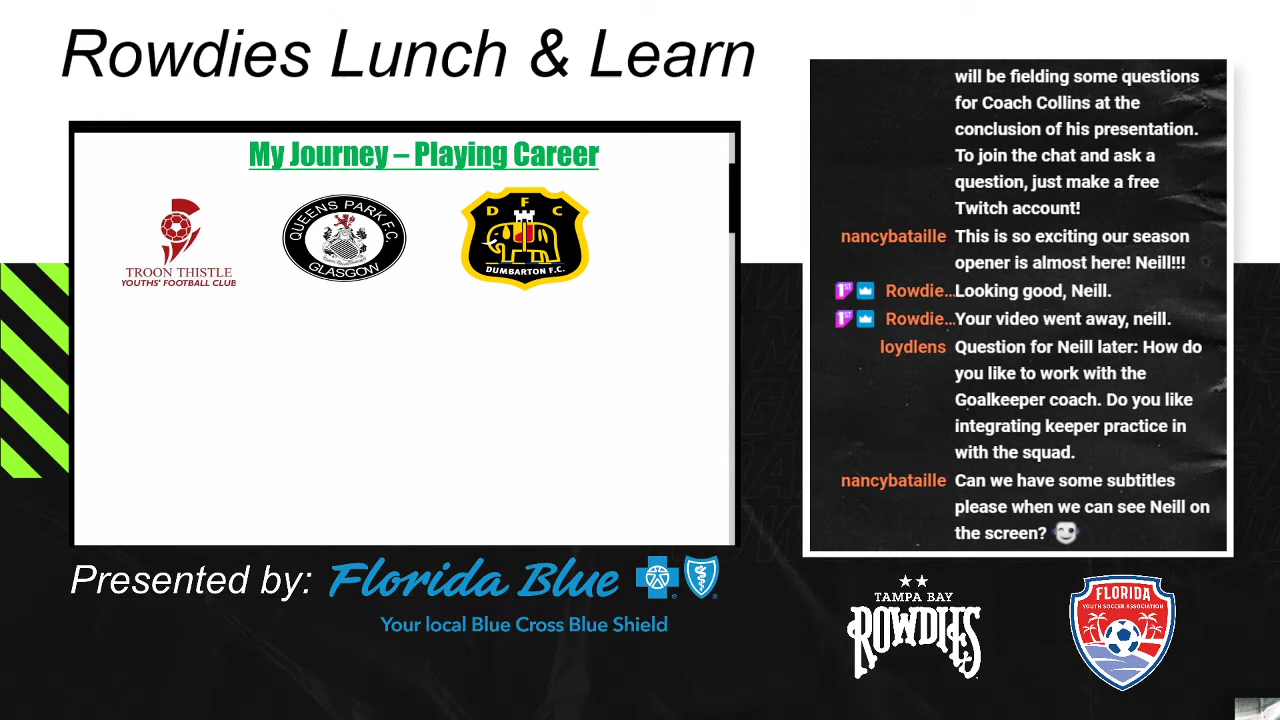 Rowdies Lunch & Learn
My Journey – Playing Career
TROON THISTLE
YOUTHS' FOOTBALL CLUB
QUEENS PARK F.C.
GLASGOW
D F C
DUMBARTON F.C.
will be fielding some questions
for Coach Collins at the
conclusion of his presentation.
To join the chat and ask a
question, just make a free
Twitch account!
nancybataille This is so exciting our season
opener is almost here! Neill!!!
1ST Rowdie... Looking good, Neill.
1ST Rowdie... Your video went away, neill.
loydlens Question for Neill later: How do
you like to work with the
Goalkeeper coach. Do you like
integrating keeper practice in
with the squad.
nancybataille Can we have some subtitles
please when we can see Neill on
the screen?
Presented by: Florida Blue
Your local Blue Cross Blue Shield
TAMPA BAY
ROWDIES
FLORIDA
YOUTH SOCCER ASSOCIATION